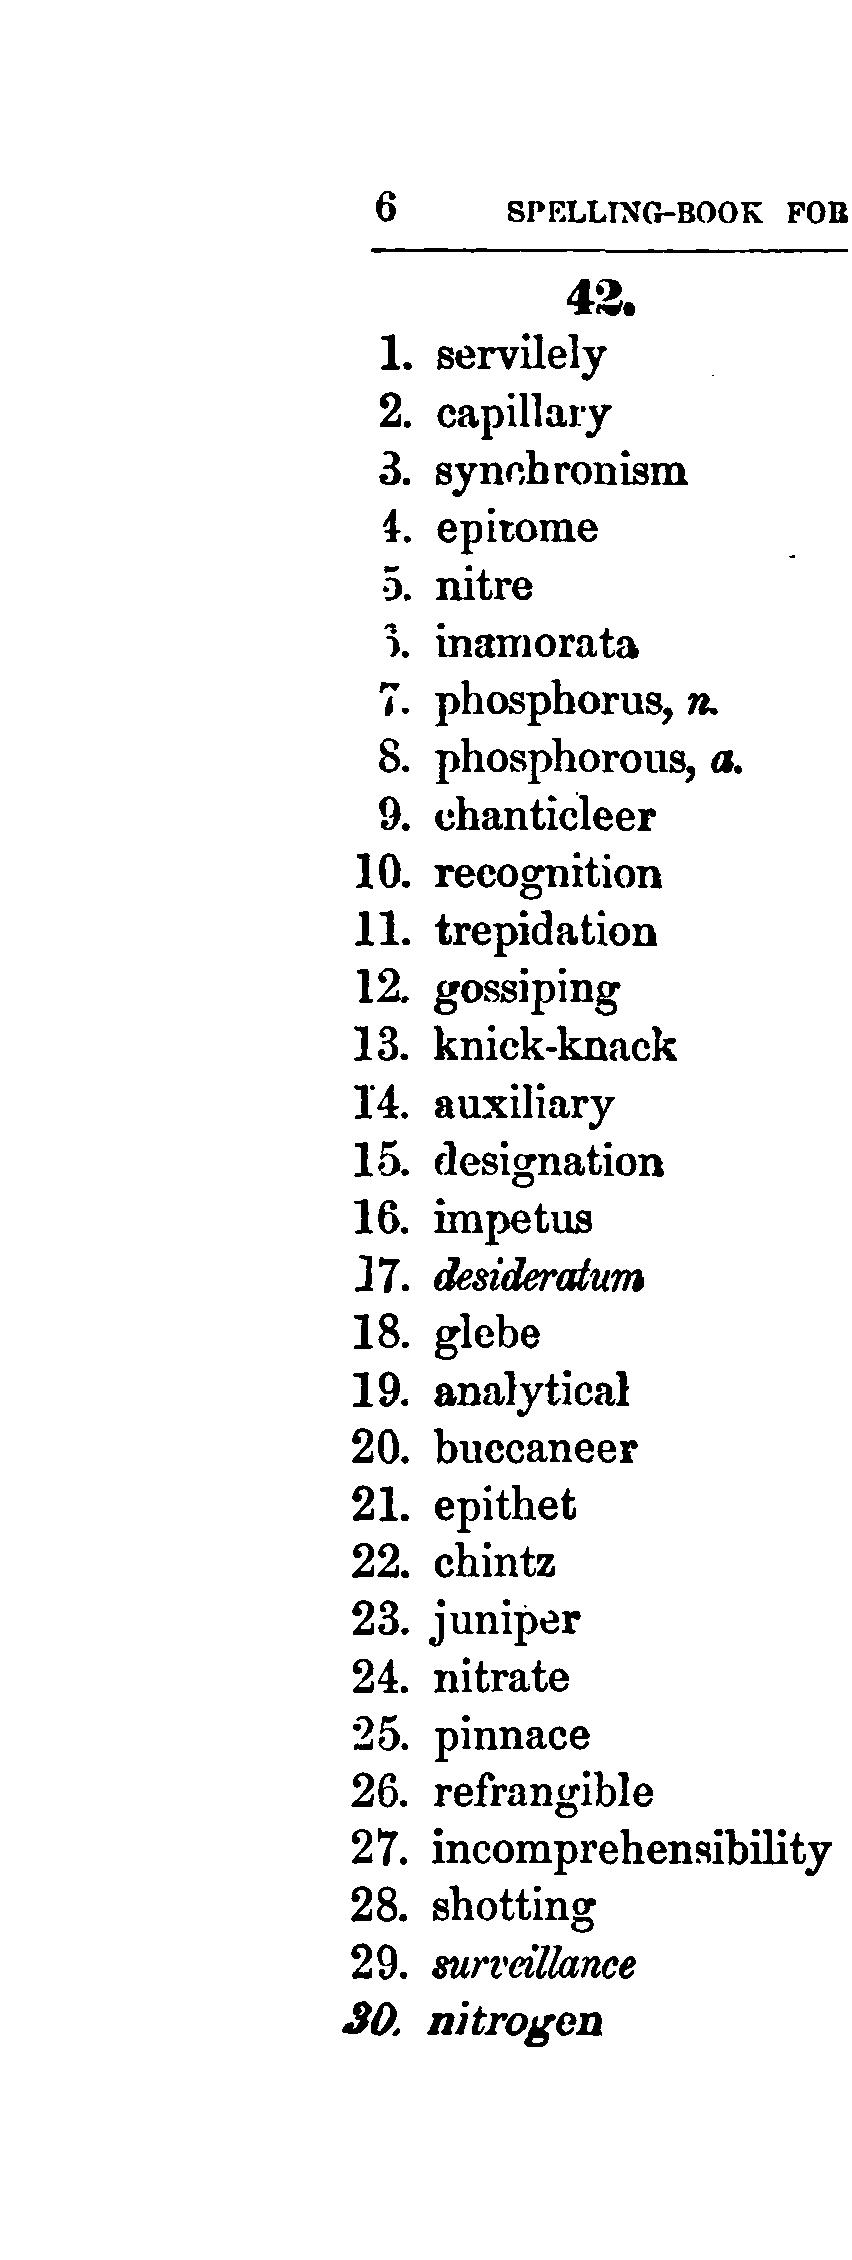 6 SPELLING-BOOK FOR
42.
1. servilely
2. capillary
3. synchronism
4. epitome
5. nitre
6. inamorata
7. phosphorus, n.
8. phosphorous, a.
9. chanticleer
10. recognition
11. trepidation
12. gossiping
13. knick-knack
14. auxiliary
15. designation
16. impetus
17. desideratum
18. glebe
19. analytical
20. buccaneer
21. epithet
22. chintz
23. juniper
24. nitrate
25. pinnace
26. refrangible
27. incomprehensibility
28. shotting
29. surveillance
30. nitrogen